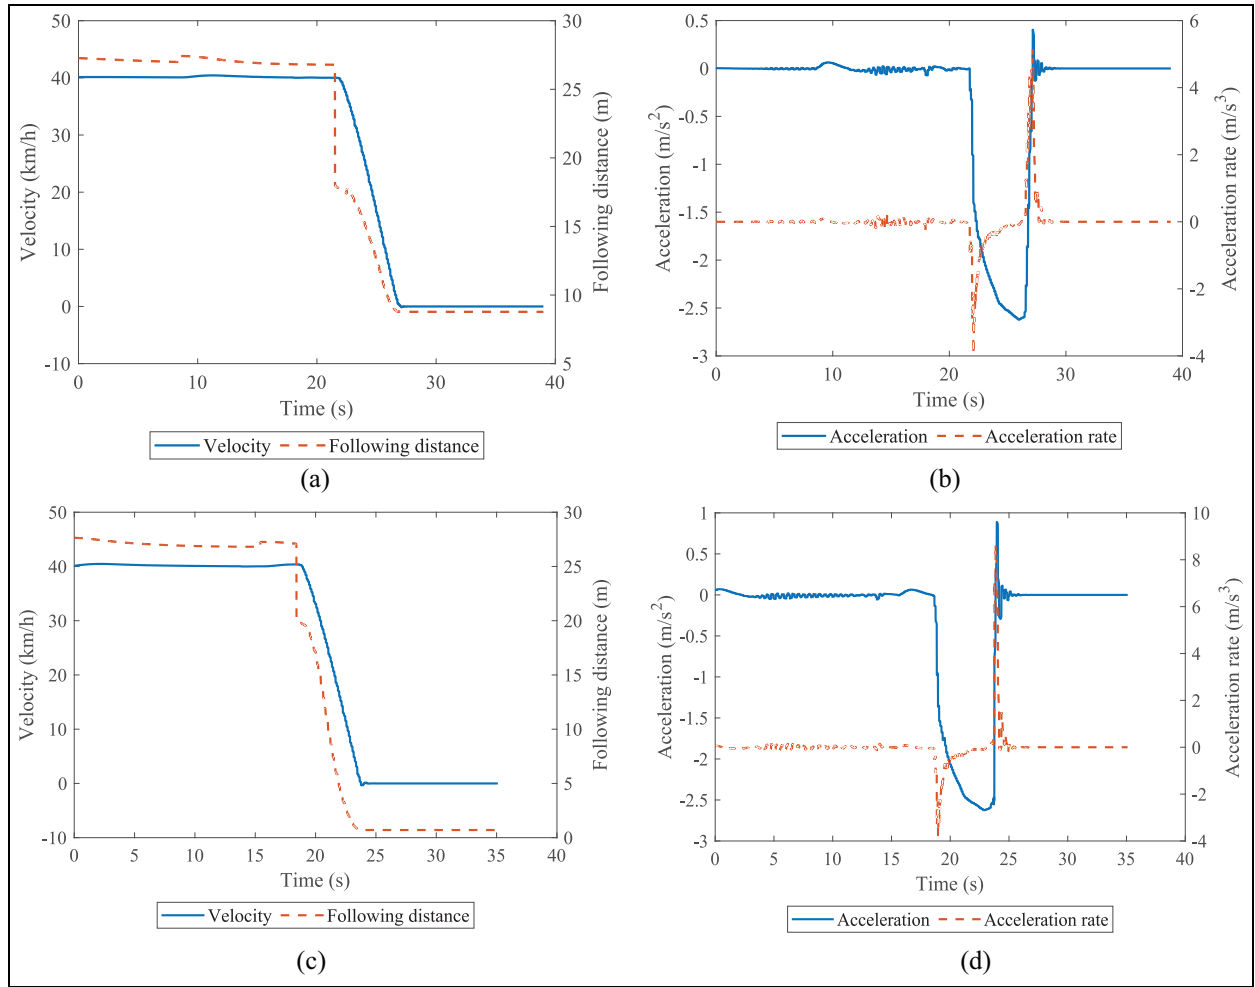 50
40
30
20
10
0
-10
Velocity (km/h)
30
25
20
15
10
5
Following distance (m)
0 10 20 30 40
Time (s)
Velocity Following distance
(a)
0.5
0
-0.5
-1
-1.5
-2
-2.5
-3
Acceleration (m/s²)
6
4
2
0
-2
-4
Acceleration rate (m/s³)
0 10 20 30 40
Time (s)
Acceleration Acceleration rate
(b)
50
40
30
20
10
0
-10
Velocity (km/h)
30
25
20
15
10
5
0
Following distance (m)
0 5 10 15 20 25 30 35 40
Time (s)
Velocity Following distance
(c)
1
0.5
0
-0.5
-1
-1.5
-2
-2.5
-3
Acceleration (m/s²)
10
8
6
4
2
0
-2
-4
Acceleration rate (m/s³)
0 5 10 15 20 25 30 35 40
Time (s)
Acceleration Acceleration rate
(d)